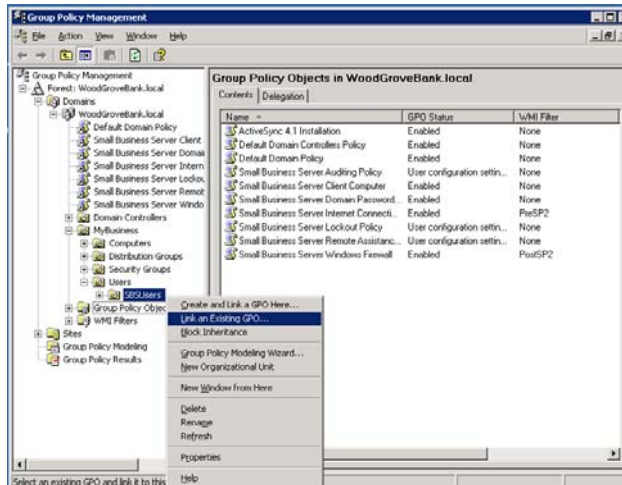 Group Policy Management
File Action View Window Help
Group Policy Management
Forest: WoodGroveBank.local
Domains
WoodGroveBank.local
Default Domain Policy
Small Business Server Client
Small Business Server Domai
Small Business Server Intern
Small Business Server Lockou
Small Business Server Remot
Small Business Server Windo
Domain Controllers
MyBusiness
Computers
Distribution Groups
Security Groups
Users
SBSUsers
Group Policy Objec
WMI Filters
Sites
Group Policy Modeling
Group Policy Results
Group Policy Objects in WoodGroveBank.local
Contents Delegation
Name GPO Status WMI Filter
ActiveSync 4.1 Installation Enabled None
Default Domain Controllers Policy Enabled None
Default Domain Policy Enabled None
Small Business Server Auditing Policy User configuration settin... None
Small Business Server Client Computer Enabled None
Small Business Server Domain Password... Enabled None
Small Business Server Internet Connecti... Enabled PreSP2
Small Business Server Lockout Policy User configuration settin... None
Small Business Server Remote Assistanc... User configuration settin... None
Small Business Server Windows Firewall Enabled PostSP2
Create and Link a GPO Here...
Link an Existing GPO...
Block Inheritance
Group Policy Modeling Wizard...
New Organizational Unit
New Window from Here
Delete
Rename
Refresh
Properties
Help
Select an existing GPO and link it to this